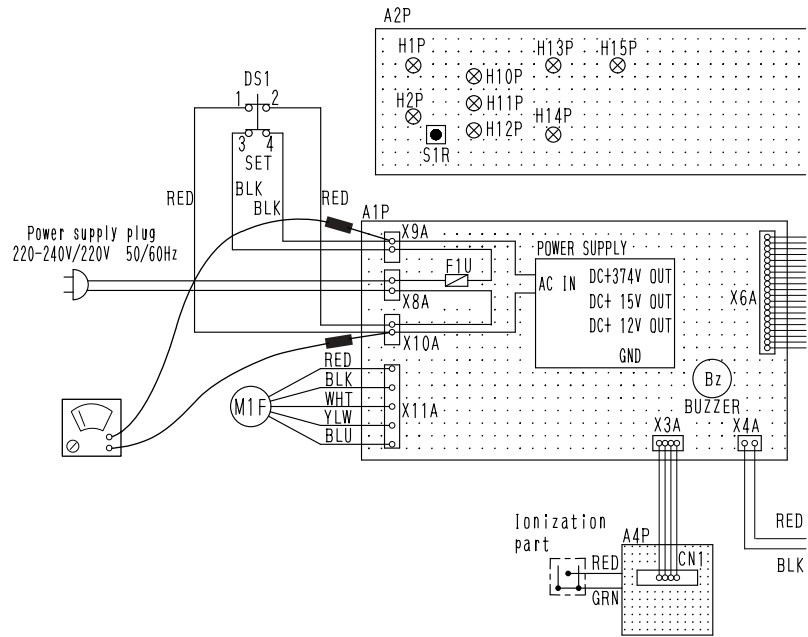 A2P
H1P
H13P
H15P
H10P
H2P
H11P
H12P
H14P
S1R
DS1
1 2
3 4
SET
RED
BLK
BLK
RED
A1P
X9A
Power supply plug
220-240V/220V 50/60Hz
F1U
X8A
POWER SUPPLY
AC IN
DC+374V OUT
DC+ 15V OUT
DC+ 12V OUT
GND
X6A
X10A
RED
BLK
WHT
YLW
BLU
M1F
X11A
Bz
BUZZER
X3A
X4A
Ionization
part
A4P
CN1
RED
GRN
RED
BLK